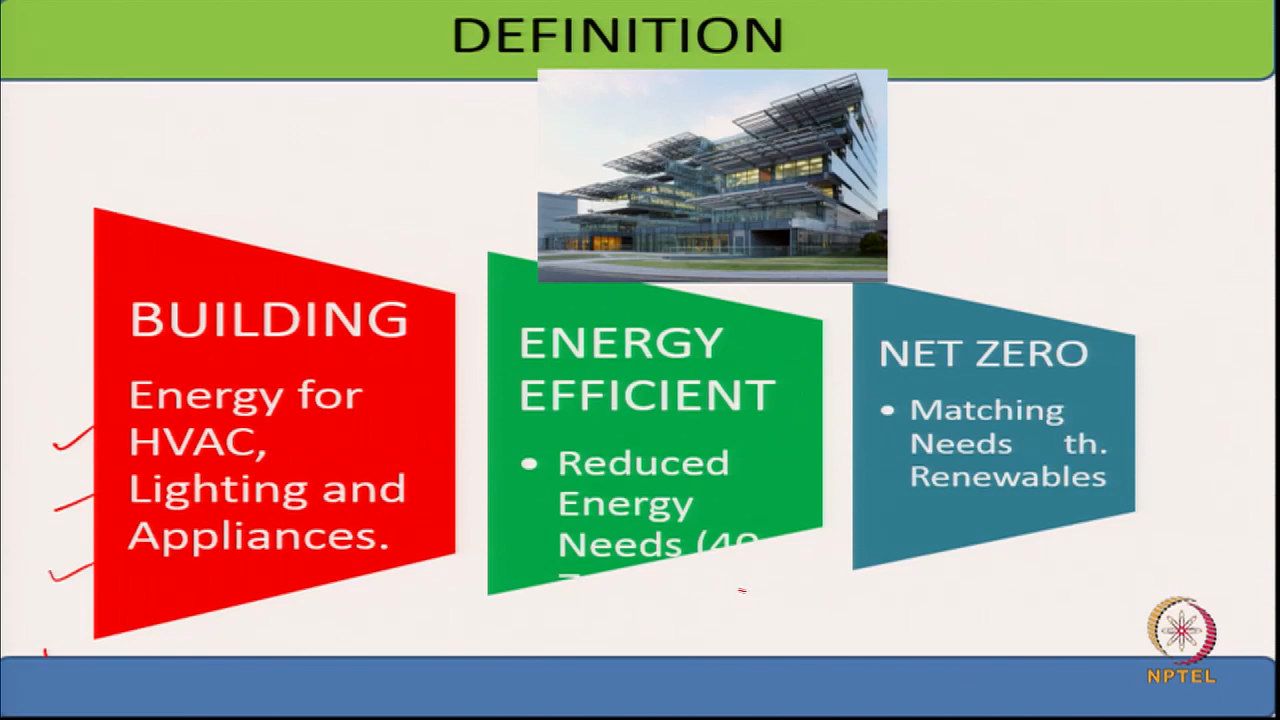 DEFINITION
BUILDING
Energy for
HVAC,
Lighting and
Appliances.
ENERGY
EFFICIENT
• Reduced
Energy
Needs
NET ZERO
• Matching
Needs th.
Renewables
NPTEL